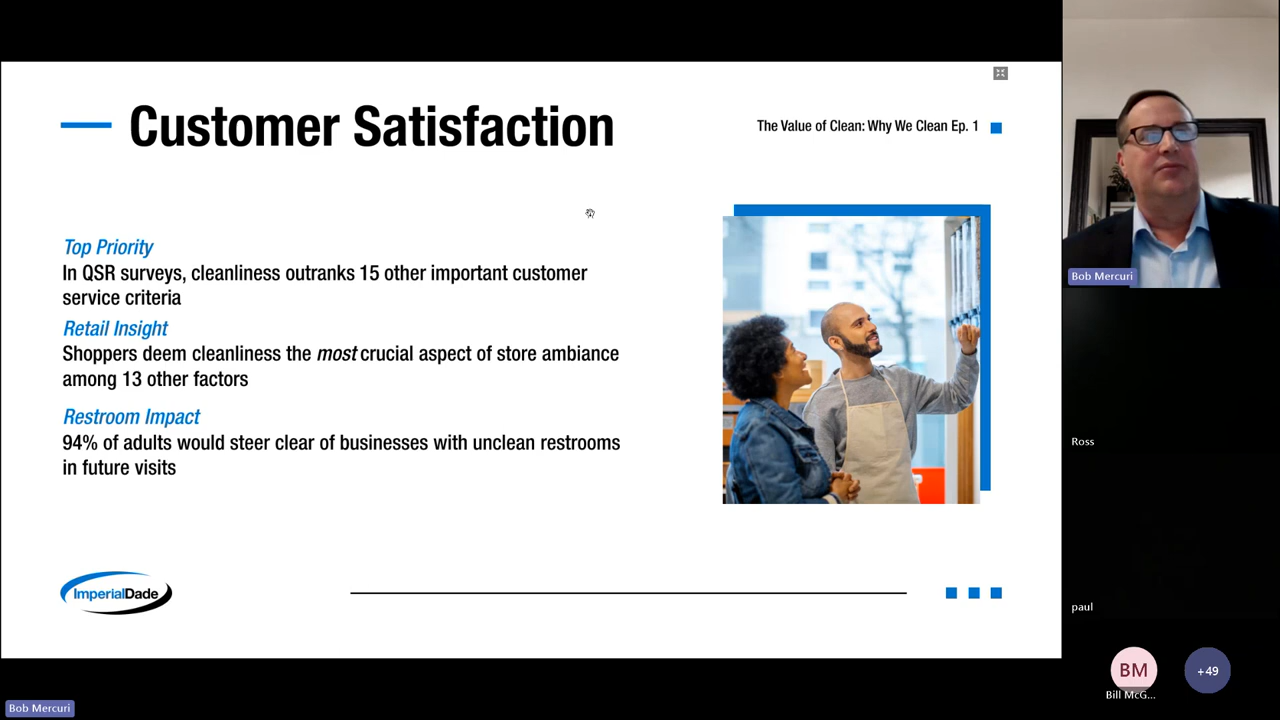 Customer Satisfaction
The Value of Clean: Why We Clean Ep. 1
Top Priority
In QSR surveys, cleanliness outranks 15 other important customer
service criteria
Retail Insight
Shoppers deem cleanliness the most crucial aspect of store ambiance
among 13 other factors
Restroom Impact
94% of adults would steer clear of businesses with unclean restrooms
in future visits
ImperialDade
Bob Mercuri
Ross
paul
BM
Bill McG...
+49
Bob Mercuri